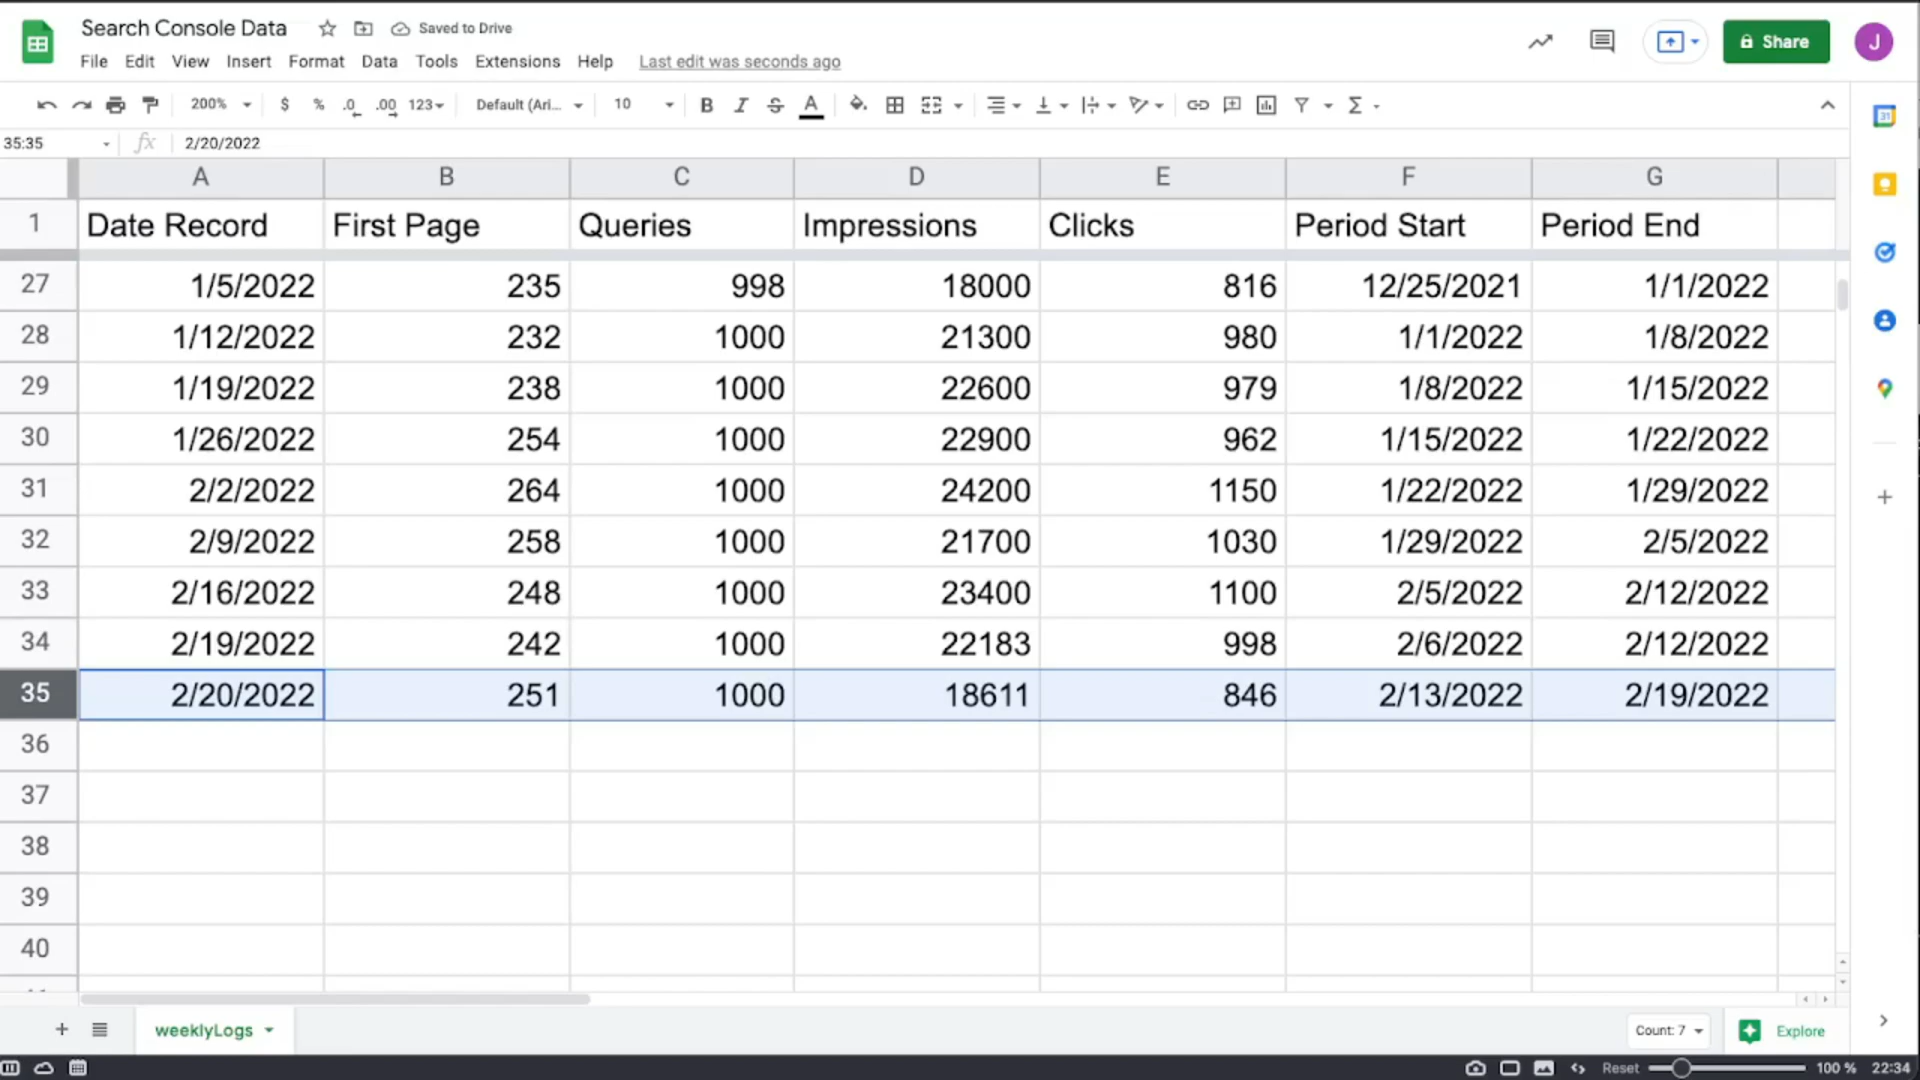 Search Console Data Saved to Drive
File Edit View Insert Format Data Tools Extensions Help Last edit was seconds ago
Share J
200% $ % .0 .00 123 Default (Ari... 10 B I S A Σ
35:35 fx 2/20/2022
A B C D E F G
1 Date Record First Page Queries Impressions Clicks Period Start Period End
27 1/5/2022 235 998 18000 816 12/25/2021 1/1/2022
28 1/12/2022 232 1000 21300 980 1/1/2022 1/8/2022
29 1/19/2022 238 1000 22600 979 1/8/2022 1/15/2022
30 1/26/2022 254 1000 22900 962 1/15/2022 1/22/2022
31 2/2/2022 264 1000 24200 1150 1/22/2022 1/29/2022
32 2/9/2022 258 1000 21700 1030 1/29/2022 2/5/2022
33 2/16/2022 248 1000 23400 1100 2/5/2022 2/12/2022
34 2/19/2022 242 1000 22183 998 2/6/2022 2/12/2022
35 2/20/2022 251 1000 18611 846 2/13/2022 2/19/2022
36
37
38
39
40
weeklyLogs Count: 7 Explore
Reset 100 % 22:34
31